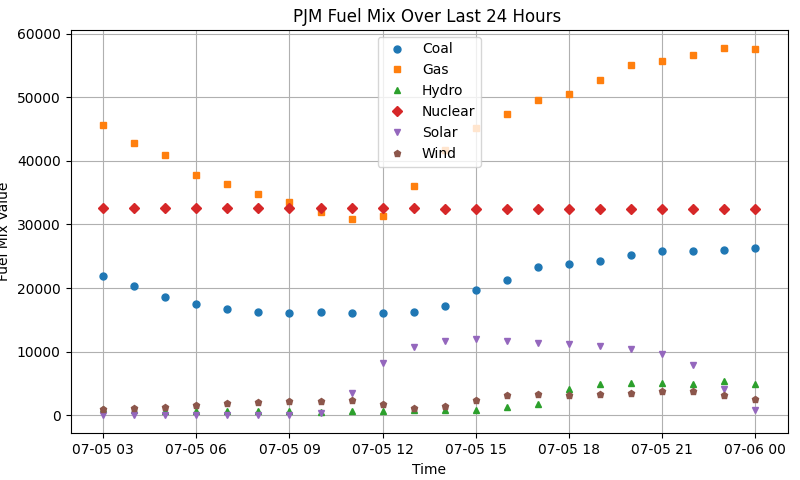 PJM Fuel Mix Over Last 24 Hours
Coal
Gas
Hydro
Nuclear
Solar
Wind
60000
50000
40000
30000
20000
10000
0
Fuel Mix Value
07-05 03 07-05 06 07-05 09 07-05 12 07-05 15 07-05 18 07-05 21 07-06 00
Time